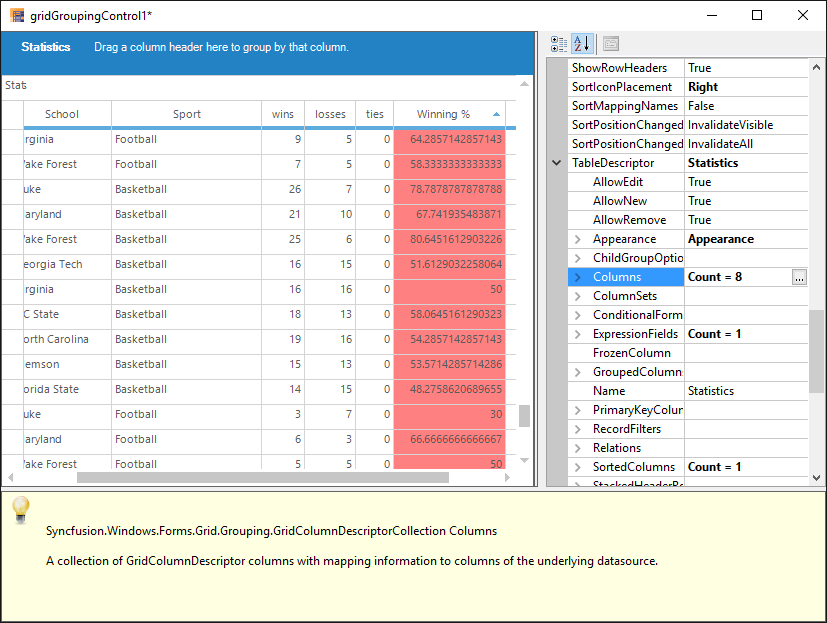 gridGroupingControl1*
Statistics Drag a column header here to group by that column.
Stats
School Sport wins losses ties Winning %
rginia Football 9 5 0 64.2857142857143
ake Forest Football 7 5 0 58.3333333333333
uke Basketball 26 7 0 78.7878787878788
aryland Basketball 21 10 0 67.741935483871
ake Forest Basketball 25 6 0 80.6451612903226
eorgia Tech Basketball 16 15 0 51.6129032258064
rginia Basketball 16 16 0 50
C State Basketball 18 13 0 58.0645161290323
orth Carolina Basketball 19 16 0 54.2857142857143
emson Basketball 15 13 0 53.5714285714286
orida State Basketball 14 15 0 48.2758620689655
uke Football 3 7 0 30
aryland Football 6 3 0 66.6666666666667
ake Forest Football 5 5 0 50
ShowRowHeaders True
SortIconPlacement Right
SortMappingNames False
SortPositionChanged InvalidateVisible
SortPositionChanged InvalidateAll
TableDescriptor Statistics
AllowEdit True
AllowNew True
AllowRemove True
Appearance Appearance
ChildGroupOptio
Columns Count = 8 ...
ColumnSets
ConditionalForm
ExpressionFields Count = 1
FrozenColumn
GroupedColumn
Name Statistics
PrimaryKeyColur
RecordFilters
Relations
SortedColumns Count = 1
StackedHeaderR
Syncfusion.Windows.Forms.Grid.Grouping.GridColumnDescriptorCollection Columns
A collection of GridColumnDescriptor columns with mapping information to columns of the underlying datasource.